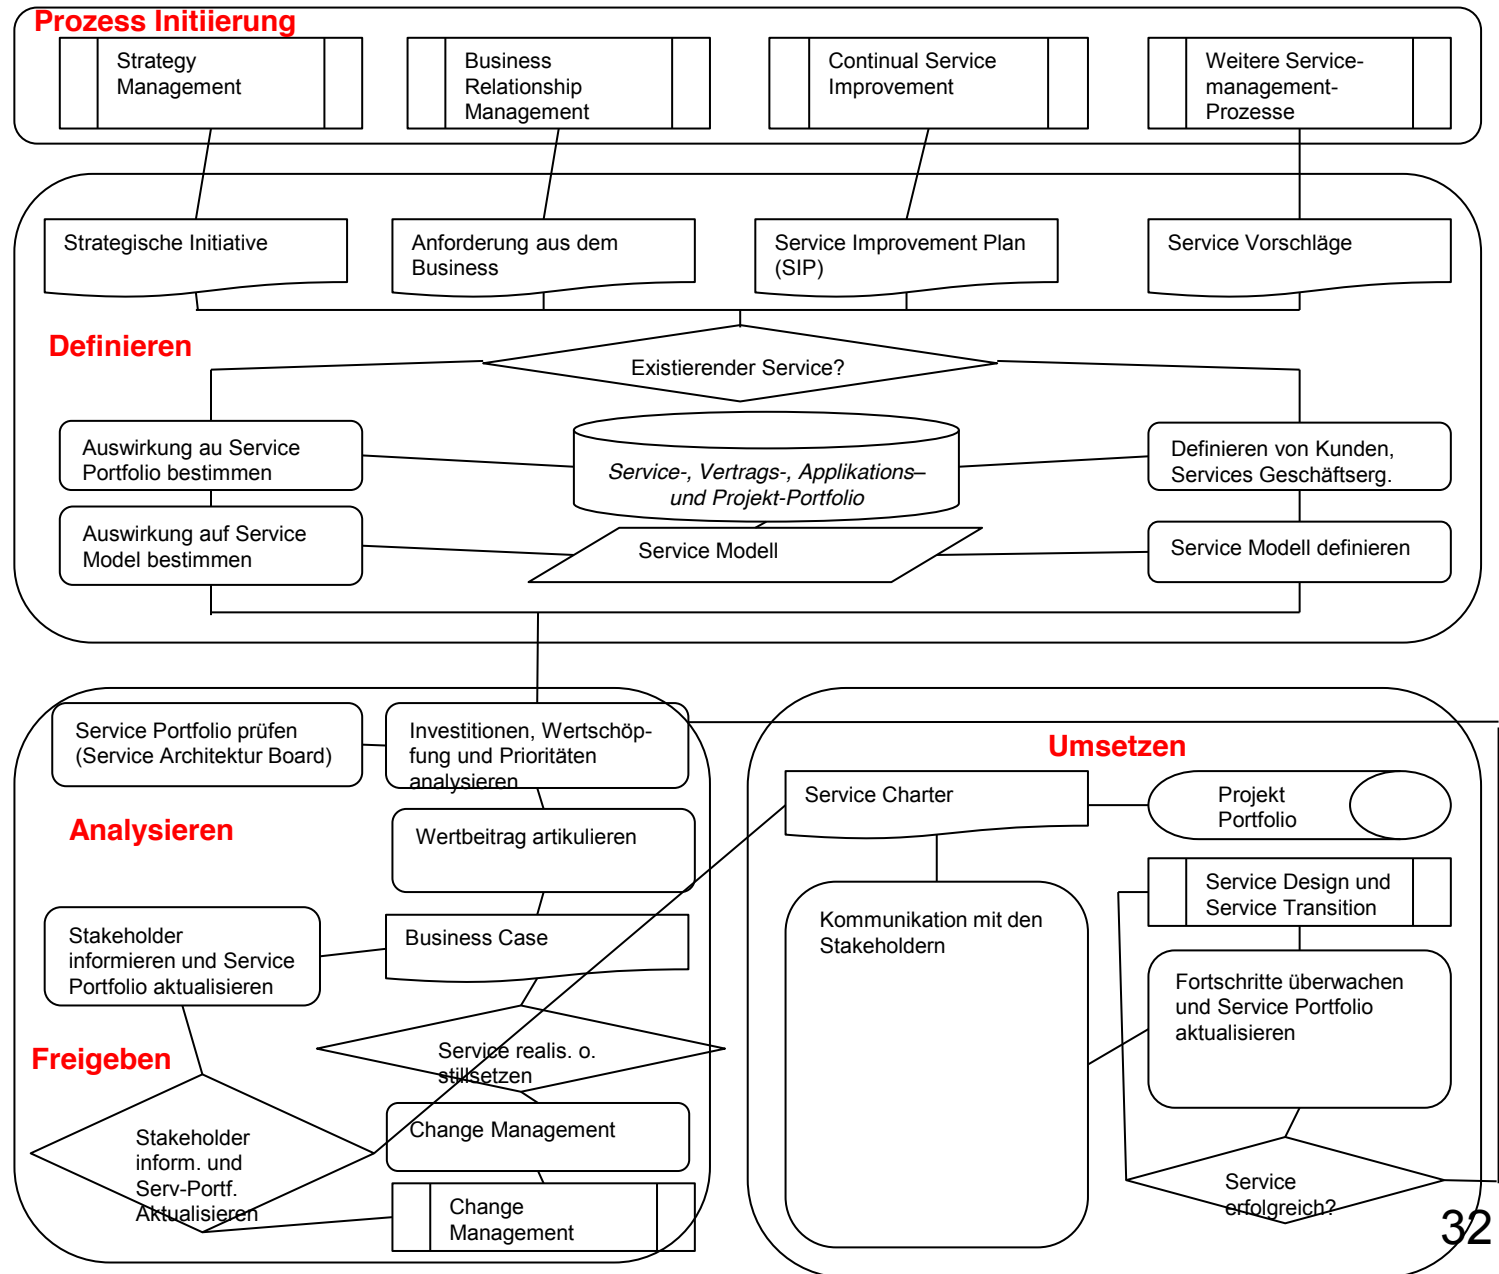 Prozess Initiierung
Strategy
Management
Business
Relationship
Management
Continual Service
Improvement
Weitere Service-
management-
Prozesse
Strategische Initiative
Anforderung aus dem
Business
Service Improvement Plan
(SIP)
Service Vorschläge
Definieren
Existierender Service?
Auswirkung au Service
Portfolio bestimmen
Service-, Vertrags-, Applikations–
und Projekt-Portfolio
Definieren von Kunden,
Services Geschäftserg.
Auswirkung auf Service
Model bestimmen
Service Modell
Service Modell definieren
Service Portfolio prüfen
(Service Architektur Board)
Investitionen, Wertschöp-
fung und Prioritäten
analysieren
Analysieren
Wertbeitrag artikulieren
Stakeholder
informieren und Service
Portfolio aktualisieren
Business Case
Freigeben
Service realis. o.
stillsetzen
Stakeholder
inform. und
Serv-Portf.
Aktualisieren
Change Management
Change
Management
Umsetzen
Service Charter
Projekt
Portfolio
Kommunikation mit den
Stakeholdern
Service Design und
Service Transition
Fortschritte überwachen
und Service Portfolio
aktualisieren
Service
erfolgreich?
32